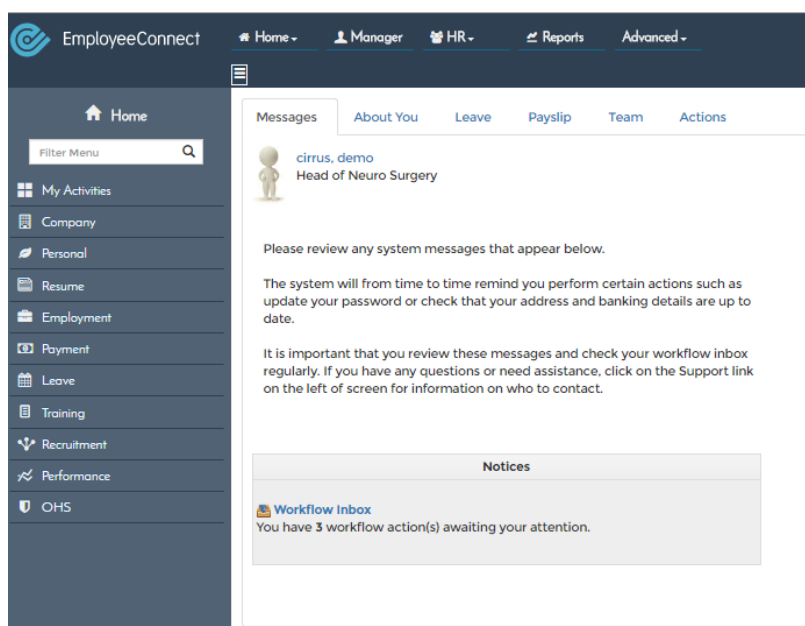 EmployeeConnect
Home
Manager
HR
Reports
Advanced
Home
Filter Menu
My Activities
Company
Personal
Resume
Employment
Payment
Leave
Training
Recruitment
Performance
OHS
Messages
About You
Leave
Payslip
Team
Actions
cirrus, demo
Head of Neuro Surgery
Please review any system messages that appear below.
The system will from time to time remind you perform certain actions such as
update your password or check that your address and banking details are up to
date.
It is important that you review these messages and check your workflow inbox
regularly. If you have any questions or need assistance, click on the Support link
on the left of screen for information on who to contact.
Notices
Workflow Inbox
You have 3 workflow action(s) awaiting your attention.